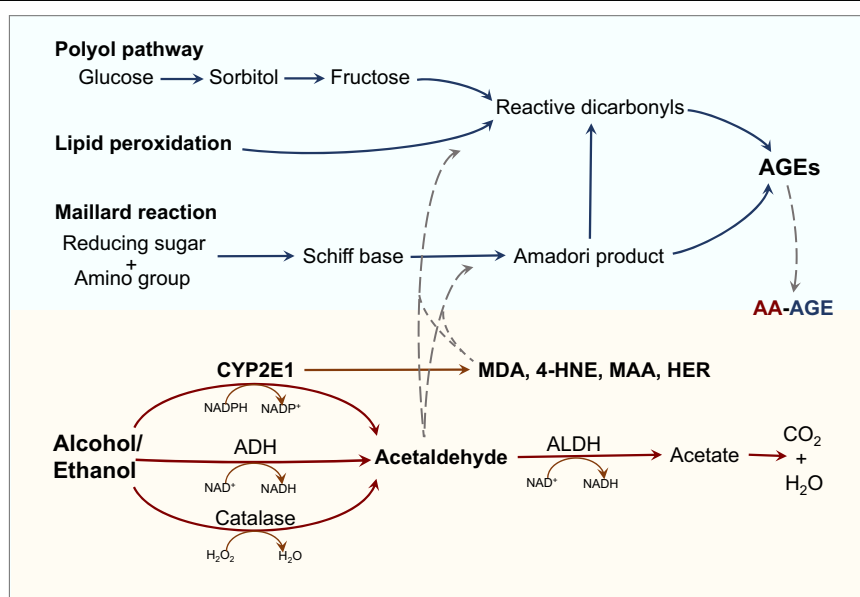 Polyol pathway
Glucose Sorbitol Fructose
Reactive dicarbonyls
Lipid peroxidation
AGEs
Maillard reaction
Reducing sugar
+
Amino group
Schiff base
Amadori product
AA-AGE
CYP2E1
MDA, 4-HNE, MAA, HER
NADPH NADP⁺
Alcohol/
Ethanol
ADH
NAD⁺ NADH
Acetaldehyde
ALDH
NAD⁺ NADH
Acetate
CO₂
+
H₂O
Catalase
H₂O₂ H₂O